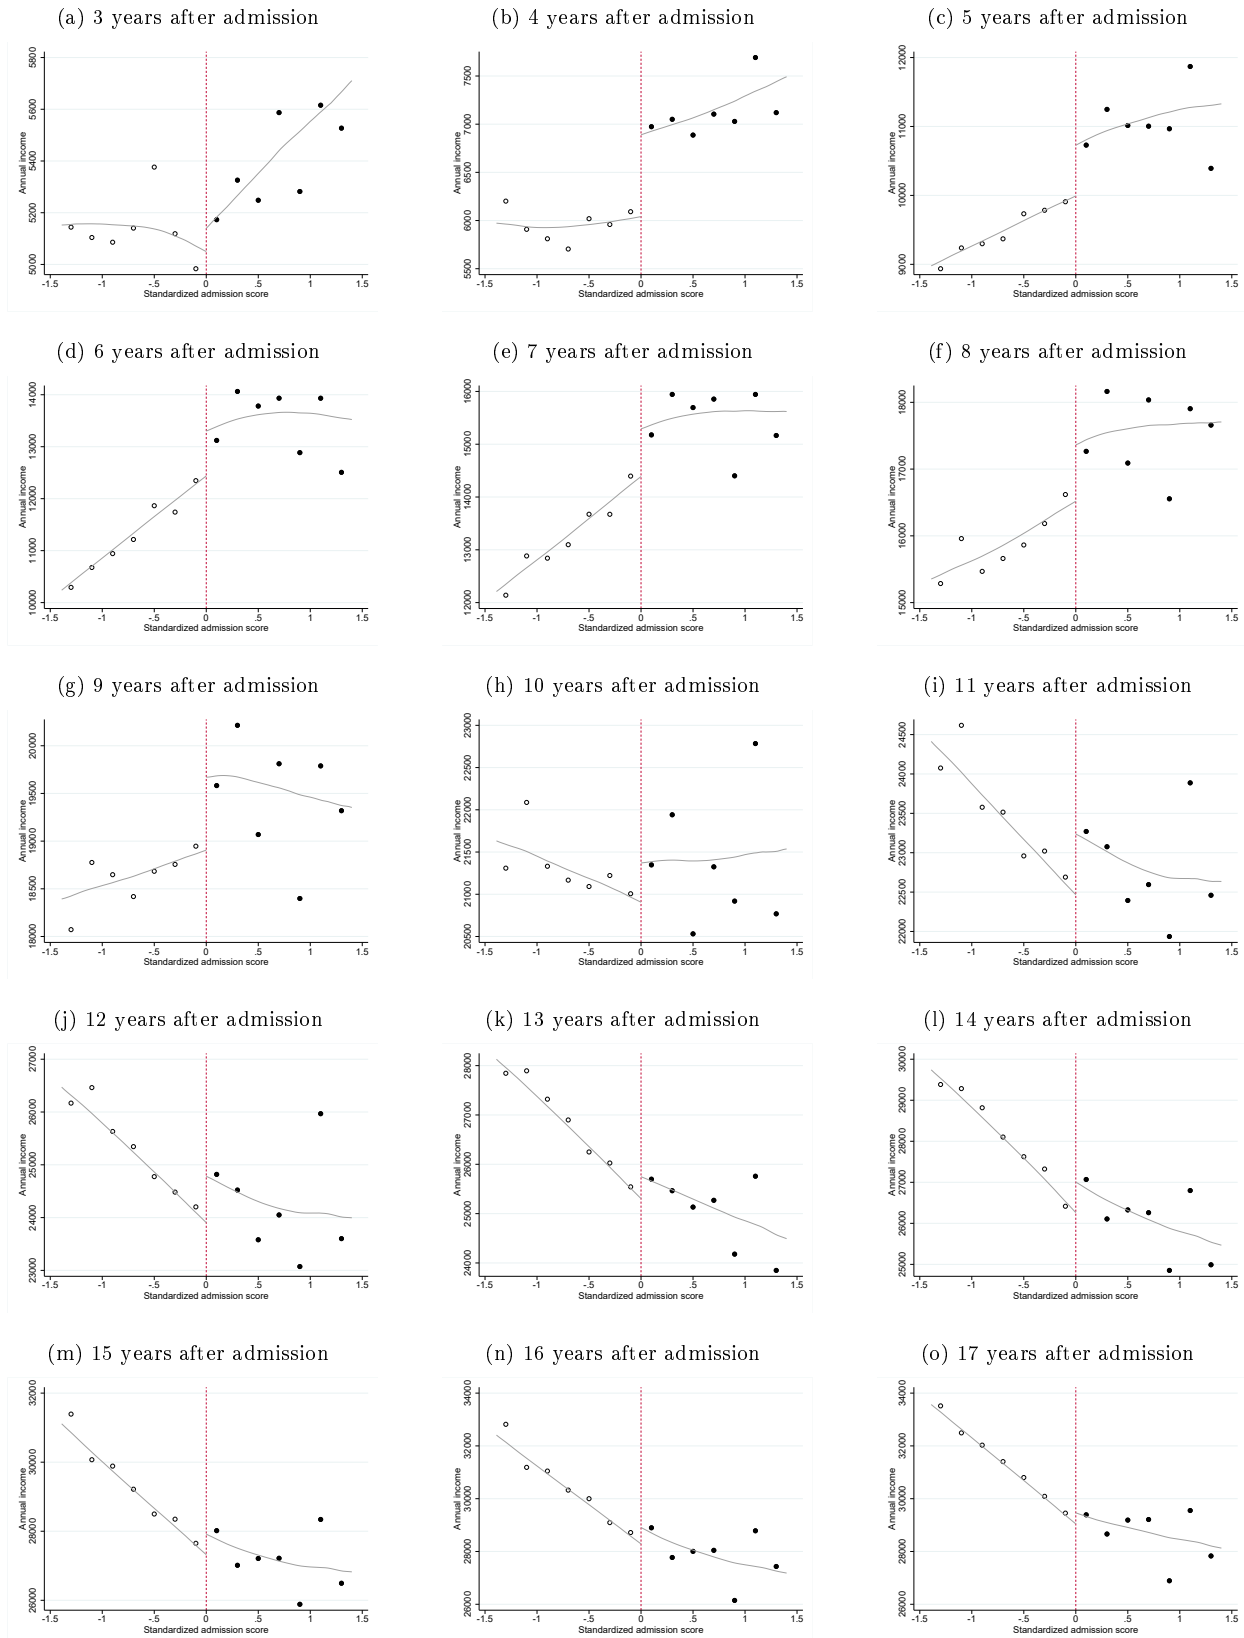 (a) 3 years after admission
Annual income
5800
5600
5400
5200
5000
-1.5 -1 -.5 0 .5 1 1.5
Standardized admission score
(b) 4 years after admission
Annual income
7500
7000
6500
6000
5500
-1.5 -1 -.5 0 .5 1 1.5
Standardized admission score
(c) 5 years after admission
Annual income
12000
11000
10000
9000
-1.5 -1 -.5 0 .5 1 1.5
Standardized admission score
(d) 6 years after admission
Annual income
14000
13000
12000
11000
10000
-1.5 -1 -.5 0 .5 1 1.5
Standardized admission score
(e) 7 years after admission
Annual income
16000
15000
14000
13000
12000
-1.5 -1 -.5 0 .5 1 1.5
Standardized admission score
(f) 8 years after admission
Annual income
18000
17000
16000
15000
-1.5 -1 -.5 0 .5 1 1.5
Standardized admission score
(g) 9 years after admission
Annual income
20000
19500
19000
18500
18000
-1.5 -1 -.5 0 .5 1 1.5
Standardized admission score
(h) 10 years after admission
Annual income
23000
22500
22000
21500
21000
20500
-1.5 -1 -.5 0 .5 1 1.5
Standardized admission score
(i) 11 years after admission
Annual income
24500
24000
23500
23000
22500
22000
-1.5 -1 -.5 0 .5 1 1.5
Standardized admission score
(j) 12 years after admission
Annual income
27000
26000
25000
24000
23000
-1.5 -1 -.5 0 .5 1 1.5
Standardized admission score
(k) 13 years after admission
Annual income
28000
27000
26000
25000
24000
-1.5 -1 -.5 0 .5 1 1.5
Standardized admission score
(l) 14 years after admission
Annual income
30000
29000
28000
27000
26000
25000
-1.5 -1 -.5 0 .5 1 1.5
Standardized admission score
(m) 15 years after admission
Annual income
32000
30000
28000
26000
-1.5 -1 -.5 0 .5 1 1.5
Standardized admission score
(n) 16 years after admission
Annual income
34000
32000
30000
28000
26000
-1.5 -1 -.5 0 .5 1 1.5
Standardized admission score
(o) 17 years after admission
Annual income
34000
32000
30000
28000
26000
-1.5 -1 -.5 0 .5 1 1.5
Standardized admission score